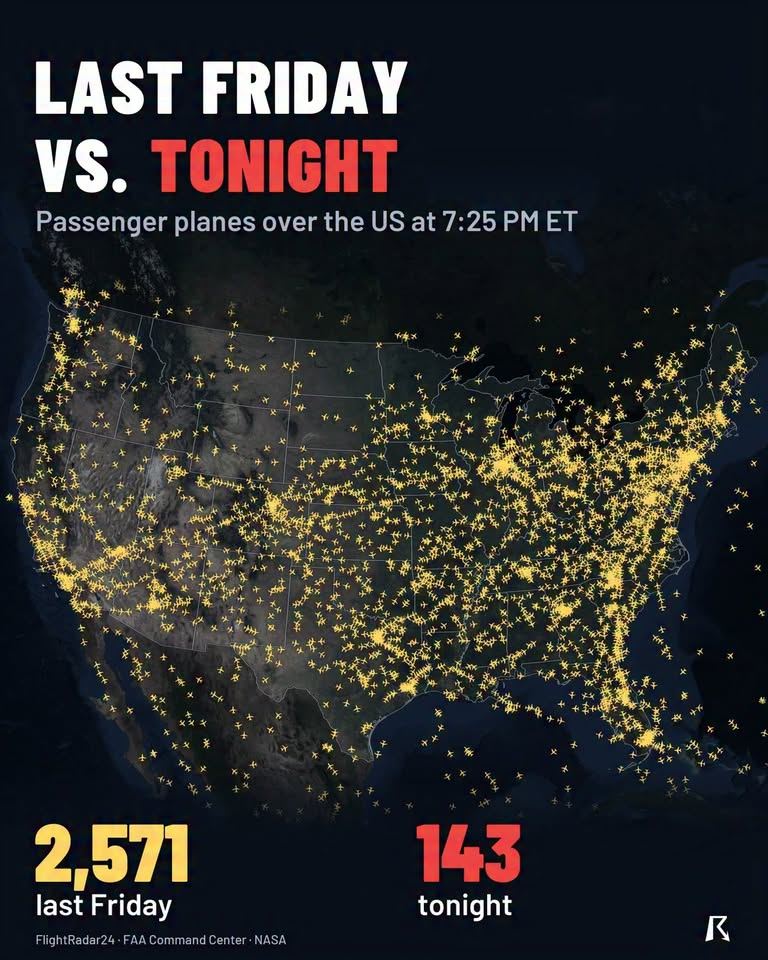 LAST FRIDAY
VS. TONIGHT
Passenger planes over the US at 7:25 PM ET
2,571
143
last Friday
tonight
FlightRadar24 · FAA Command Center · NASA